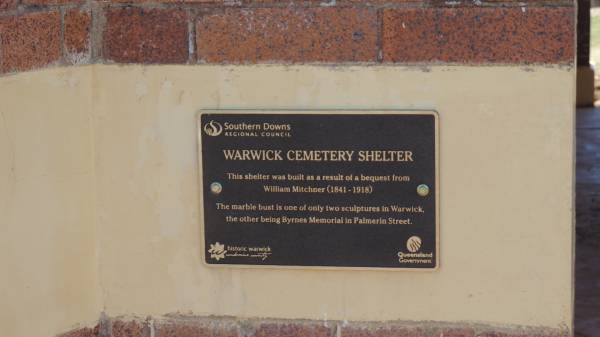 Southern Downs
REGIONAL COUNCIL
WARWICK CEMETERY SHELTER
This shelter was built as a result of a bequest from
William Mitchner (1841 - 1918)
The marble bust is one of only two sculptures in Warwick,
the other being Byrnes Memorial in Palmerin Street.
historic warwick
Queensland
Government